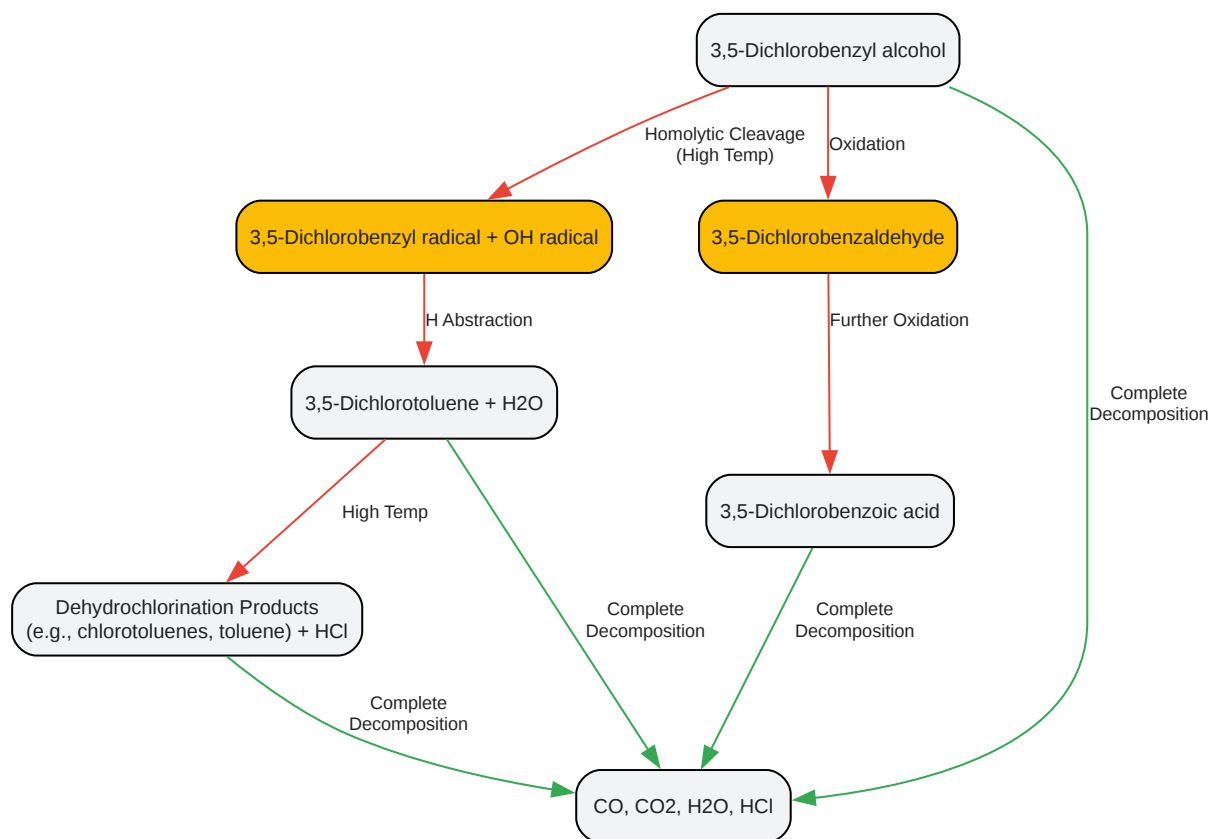 3,5-Dichlorobenzyl alcohol
Homolytic Cleavage
(High Temp)
Oxidation
3,5-Dichlorobenzyl radical + OH radical
3,5-Dichlorobenzaldehyde
H Abstraction
Further Oxidation
3,5-Dichlorotoluene + H2O
Complete
Decomposition
High Temp
3,5-Dichlorobenzoic acid
Dehydrochlorination Products
(e.g., chlorotoluenes, toluene) + HCl
Complete
Decomposition
Complete
Decomposition
Complete
Decomposition
CO, CO2, H2O, HCl